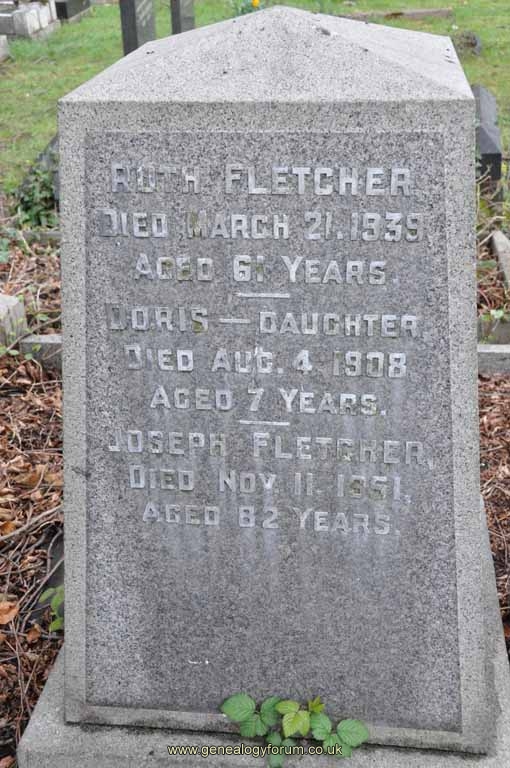 RUTH FLETCHER
DIED MARCH 21. 1939
AGED 61 YEARS.
DORIS — DAUGHTER,
DIED AUG. 4. 1908
AGED 7 YEARS.
JOSEPH FLETCHER,
DIED NOV. 11. 1951,
AGED 82 YEARS.
www.genealogyforum.co.uk